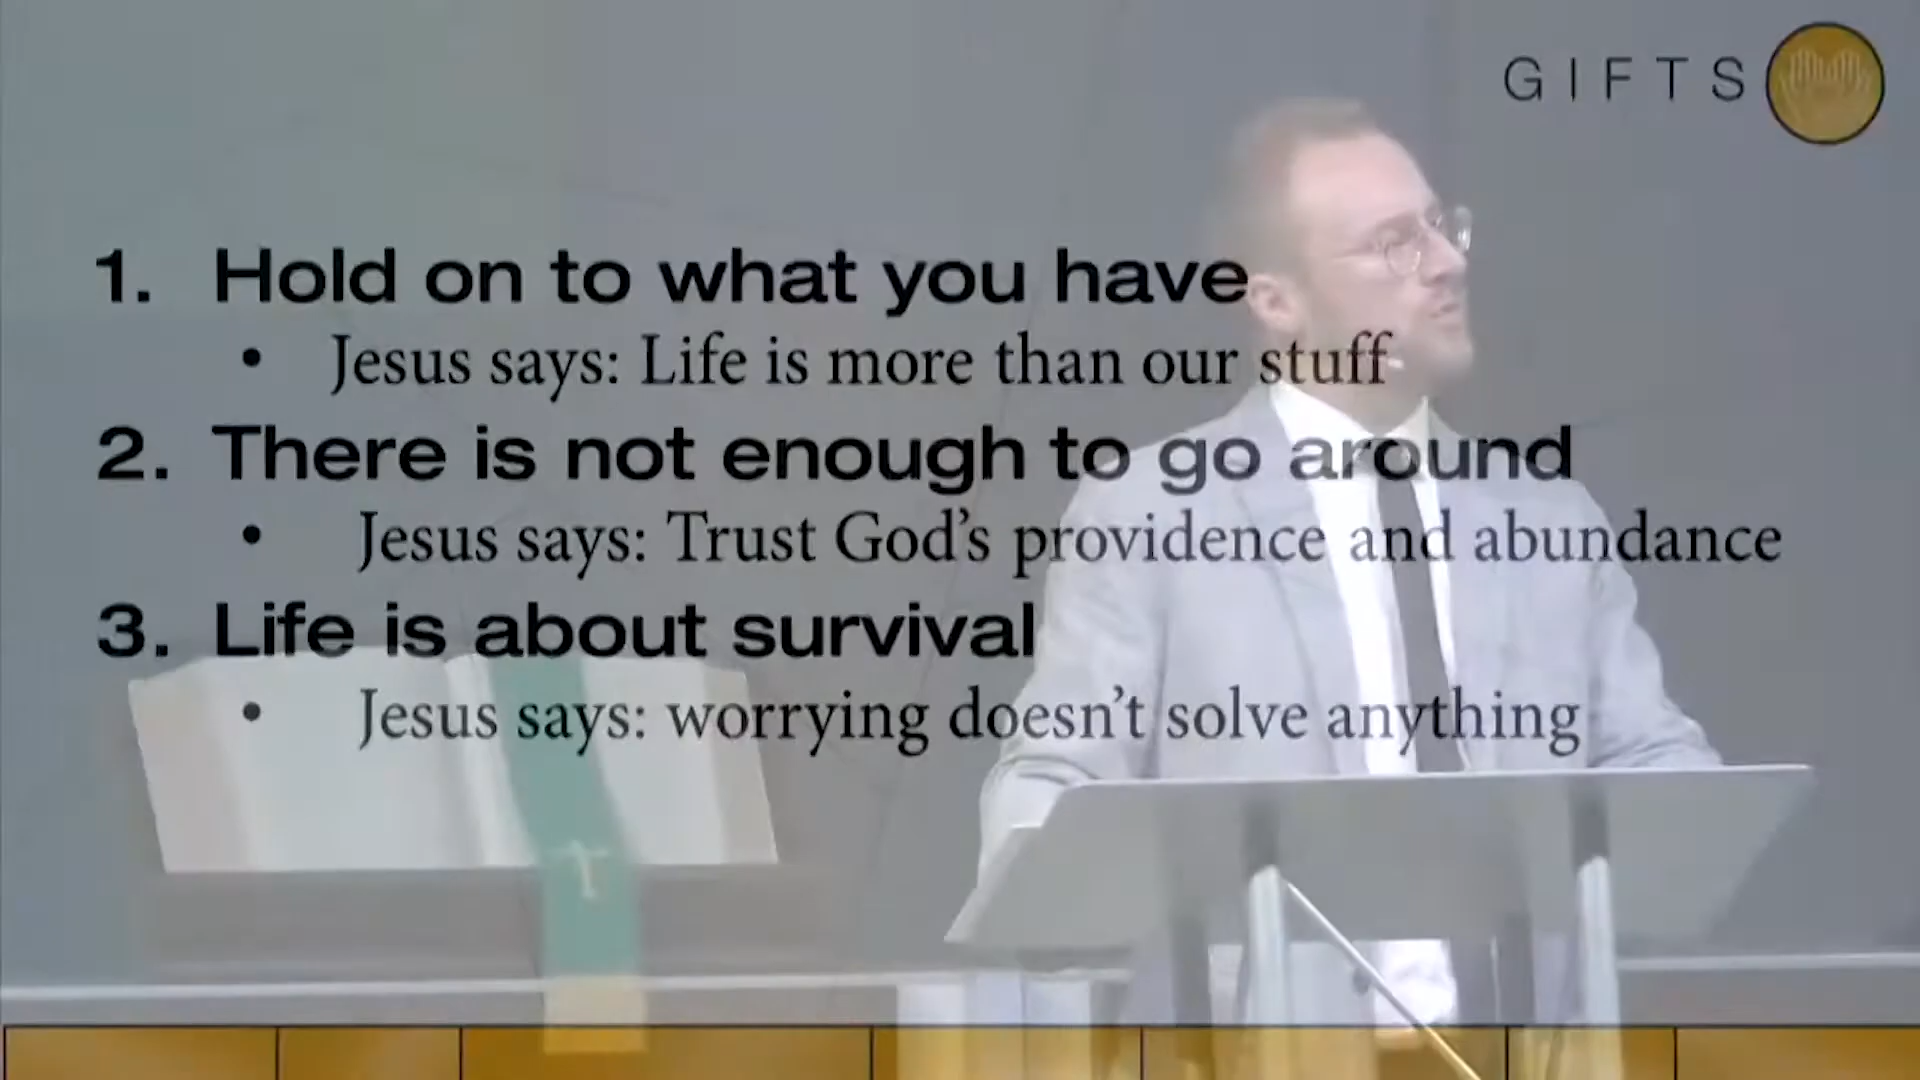 GIFTS
1. Hold on to what you have
• Jesus says: Life is more than our stuff
2. There is not enough to go around
• Jesus says: Trust God’s providence and abundance
3. Life is about survival
• Jesus says: worrying doesn’t solve anything